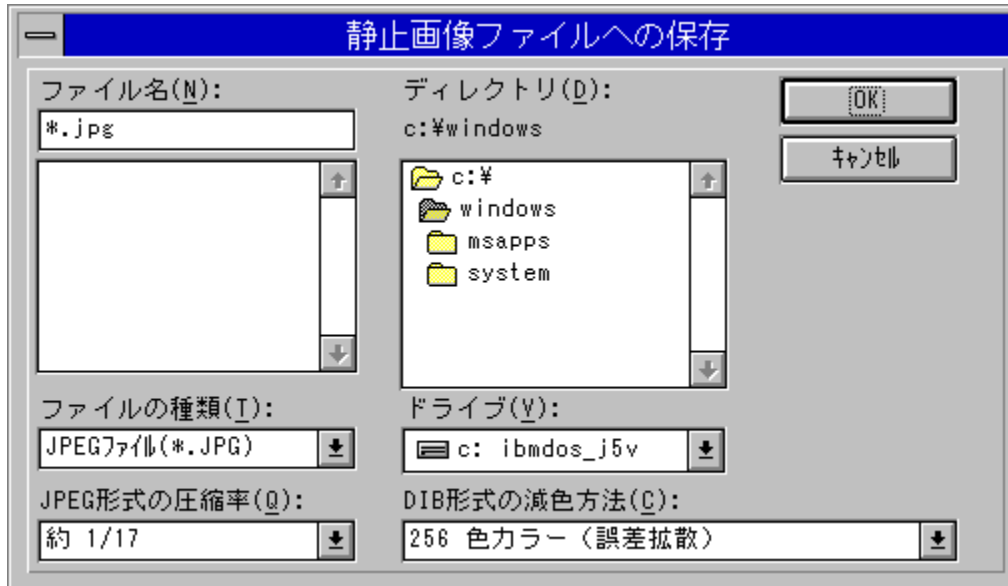 静止画像ファイルへの保存
ファイル名(N):
*.jpg
ディレクトリ(D):
c:¥windows
c:¥
windows
msapps
system
OK
ｷｬﾝｾﾙ
ファイルの種類(T):
JPEGﾌｧｲﾙ(*.JPG)
ドライブ(V):
c: ibmdos_j5v
JPEG形式の圧縮率(Q):
約 1/17
DIB形式の減色方法(C):
256 色カラー（誤差拡散）